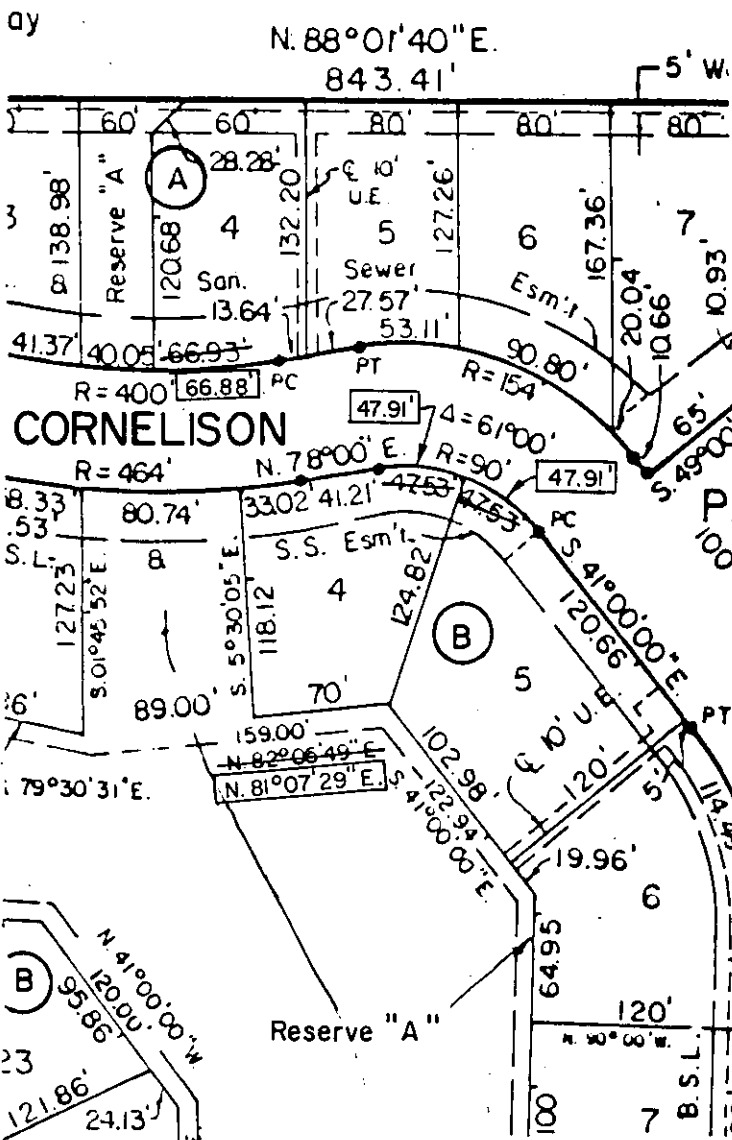 ay
N. 88°01'40" E.
843.41'
5' W.
60' 60' 80' 80' 80'
28.28'
A
℄ 10'
U.E.
138.98'
Reserve "A"
120.68'
4
132.20
5
127.26'
6
167.36'
7
10.93'
8
San. Sewer Esm't
13.64'
27.57'
53.11'
90.80'
20.04
10.66'
41.37'
40.05'
66.93'
66.88'
PC
PT
R=400'
R=154'
65'
S. 49°00'
CORNELISON
47.91'
Δ=61°00'
R=464'
N. 78°00" E.
R=90'
47.91'
P
100
8.33'
.53'
S.L.
80.74'
33.02'
41.21'
47.53
47.53
PC
8
S.S. Esm't.
127.23
S. 01°45'52" E.
S. 5°30'05" E.
118.12'
4
124.82
B
S. 41°00'00" E.
120.66'
5
PT
70'
89.00'
6'
159.00'
N. 82°06'49" E
N. 81°07'29" E.
79°30'31" E.
102.98'
122.94'
S. 41°00'00" E.
℄ 10' U.E.
120'
5'
114.4
19.96'
6
64.95
B
N. 41°00'00" W
120.00'
95.86'
Reserve "A"
120'
N. 90°00' W.
B.S.L.
23
121.86'
24.13'
100
7